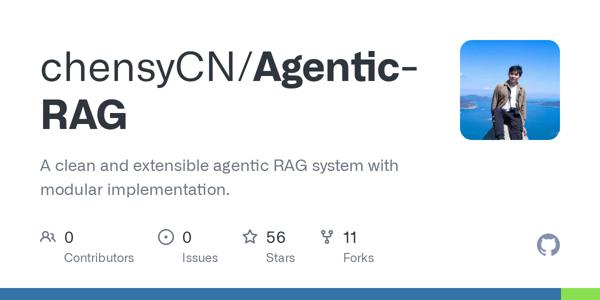 chensyCN/Agentic-
RAG
A clean and extensible agentic RAG system with
modular implementation.
0 0 56 11
Contributors Issues Stars Forks